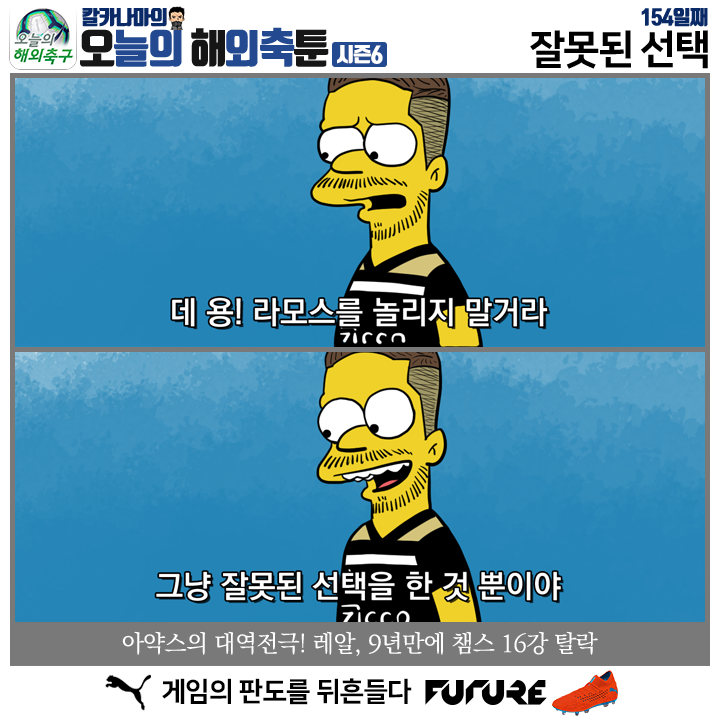 오늘의
해외축구
칼카나마의
오늘의 해외축툰
시즌6
154일째
잘못된 선택
데 용! 라모스를 놀리지 말거라
ziggo
그냥 잘못된 선택을 한 것 뿐이야
ziggo
아약스의 대역전극! 레알, 9년만에 챔스 16강 탈락
게임의 판도를 뒤흔들다 FUTURE